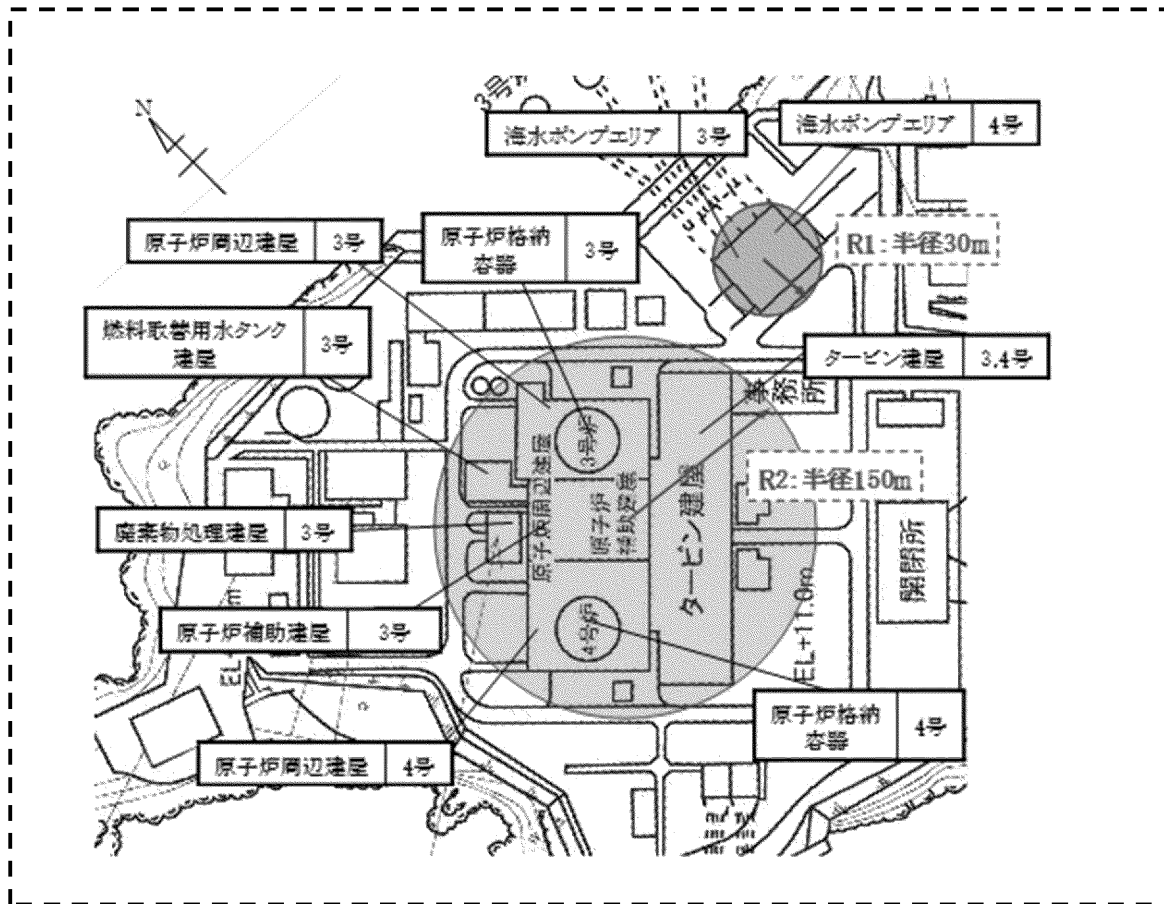 N
3号炉
海水ポンプエリア 3号
海水ポンプエリア 4号
原子炉周辺建屋 3号
原子炉格納
容器
3号
R1:半径30m
燃料取替用水タンク
建屋
3号
タービン建屋 3,4号
事務所
3号炉
原子炉周辺建屋
原子炉
補助建屋
タービン建屋
R2:半径150m
廃棄物処理建屋 3号
開閉所
原子炉補助建屋 3号
4号炉
EL+11.0m
原子炉格納
容器
4号
原子炉周辺建屋 4号